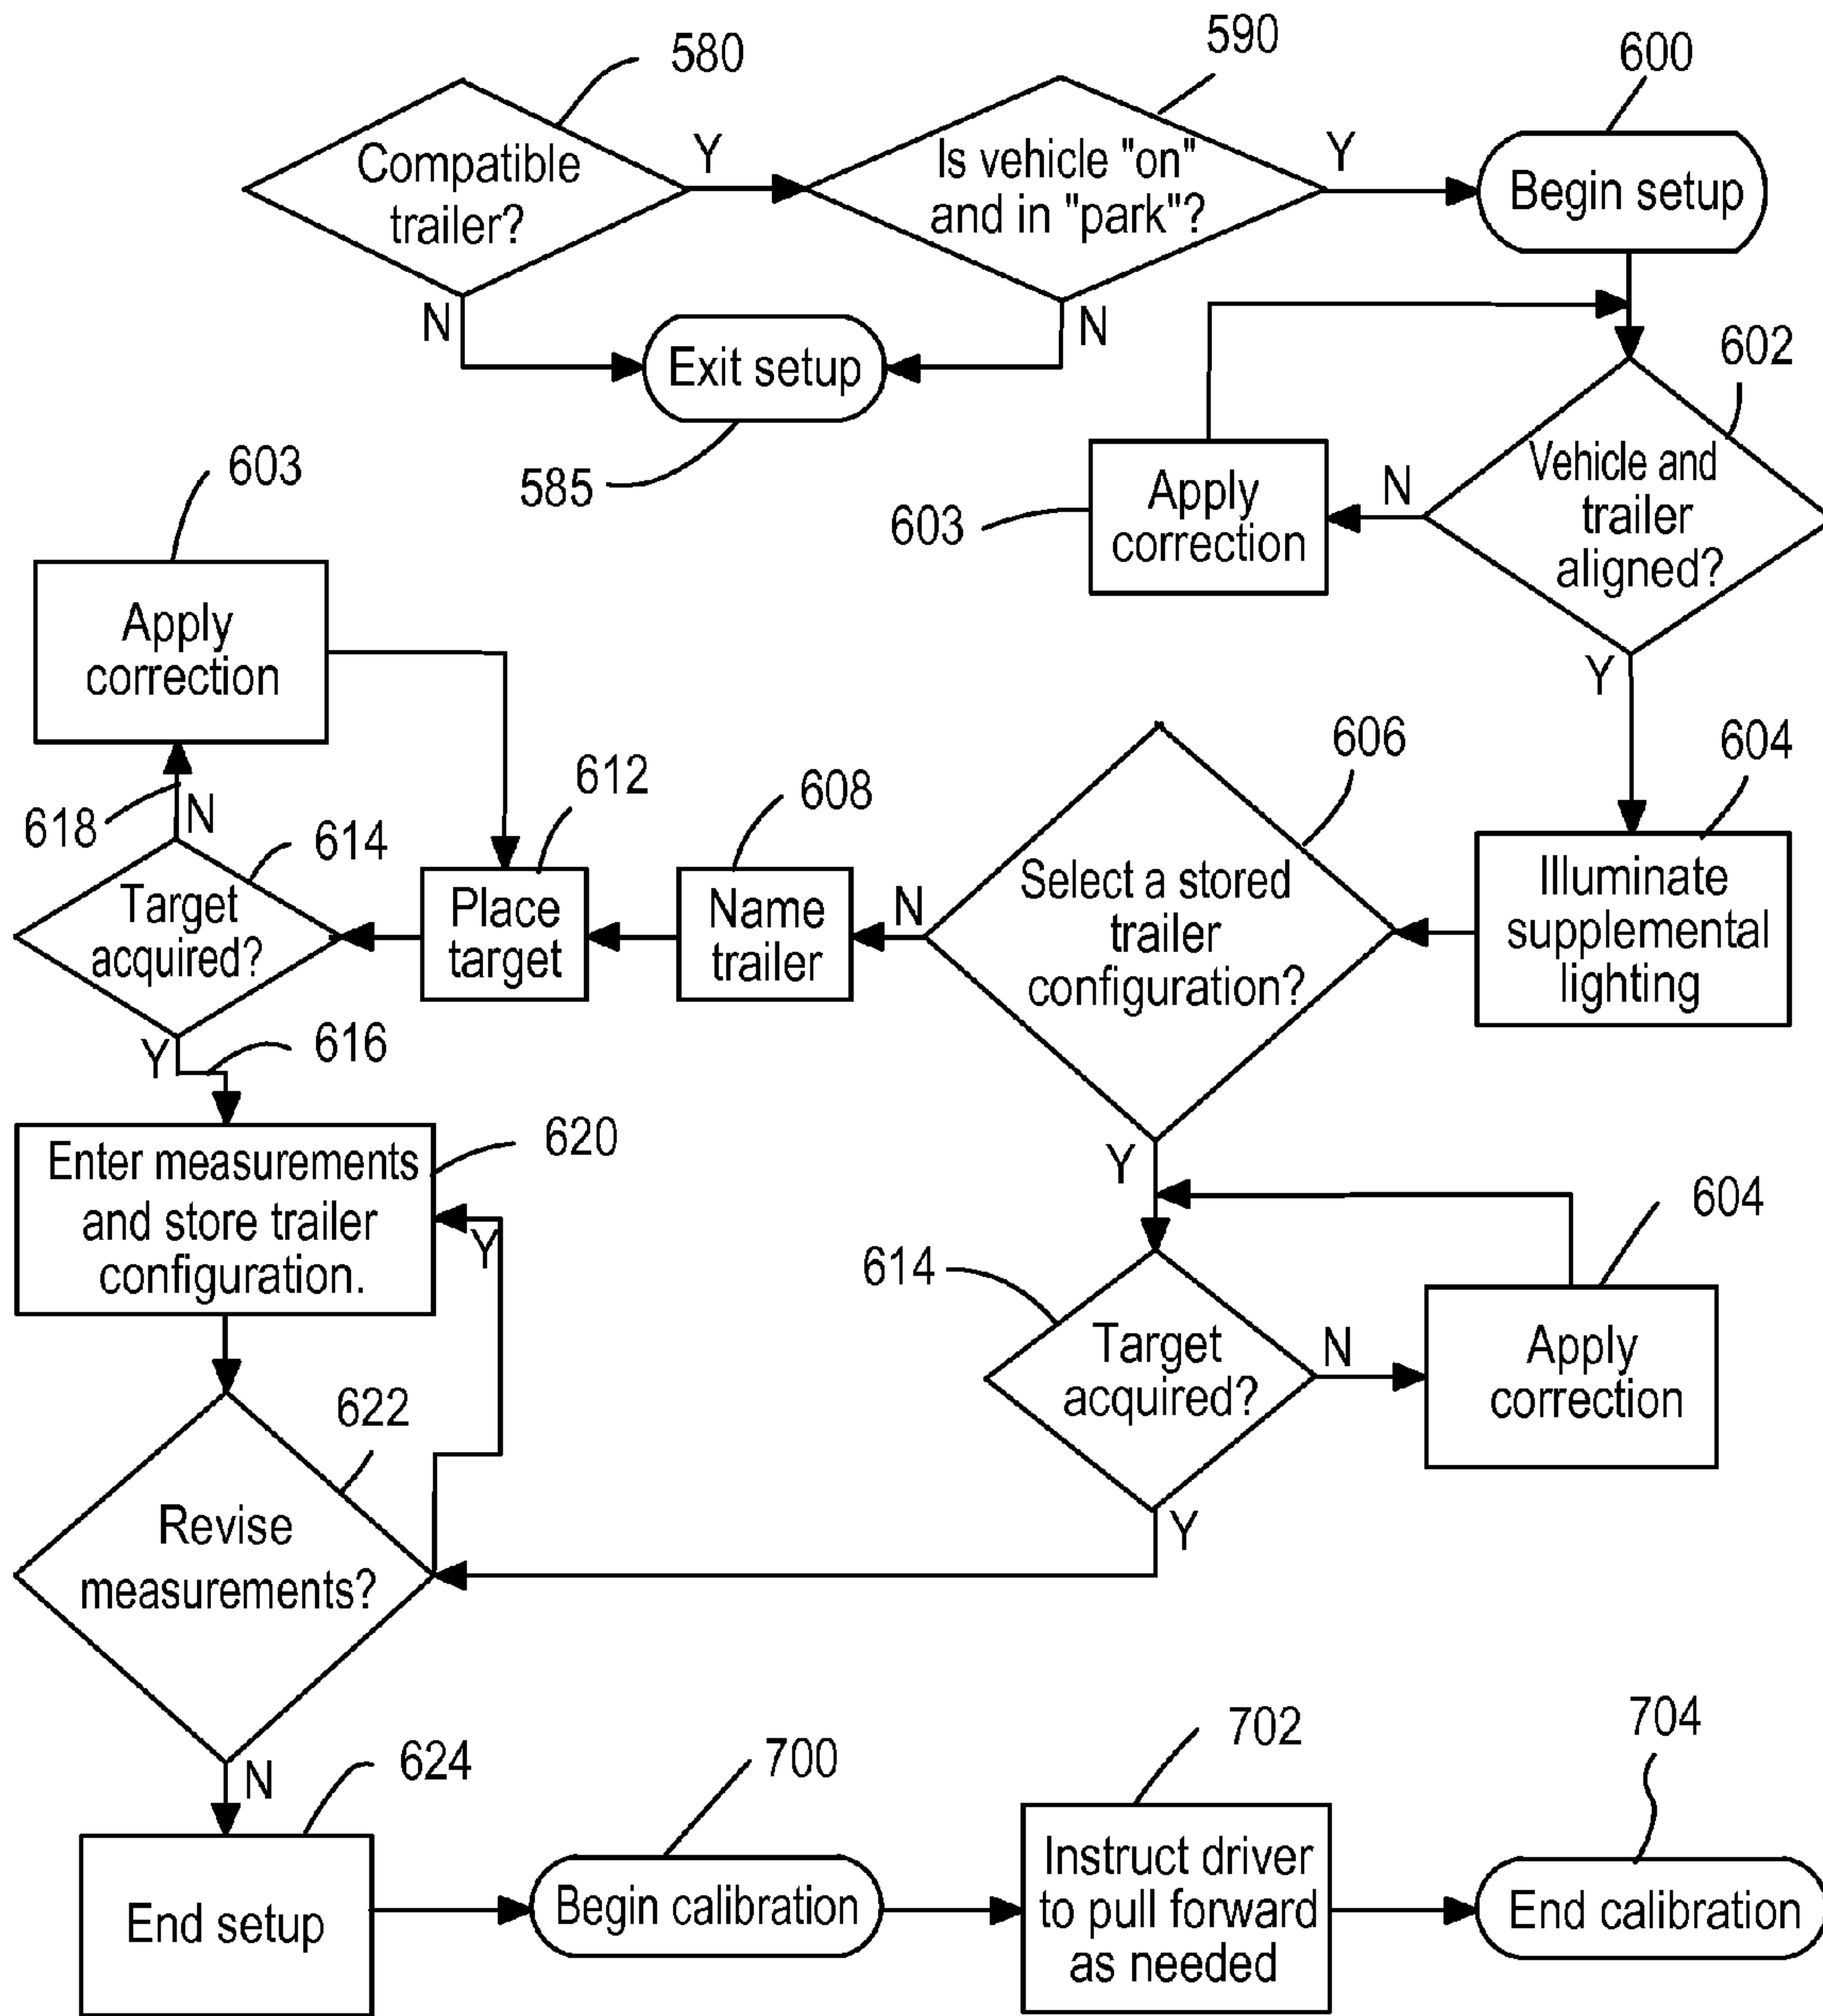 580
590
600
Compatible
trailer?
Y
Is vehicle "on"
and in "park"?
Y
Begin setup
N
N
Exit setup
585
602
Vehicle and
trailer
aligned?
N
Apply
correction
603
Y
603
Apply
correction
618
N
614
Target
acquired?
612
Place
target
608
Name
trailer
N
606
Select a stored
trailer
configuration?
604
Illuminate
supplemental
lighting
Y
616
Y
620
Enter measurements
and store trailer
configuration.
Y
614
Target
acquired?
N
604
Apply
correction
Y
622
Revise
measurements?
N
624
End setup
700
Begin calibration
702
Instruct driver
to pull forward
as needed
704
End calibration